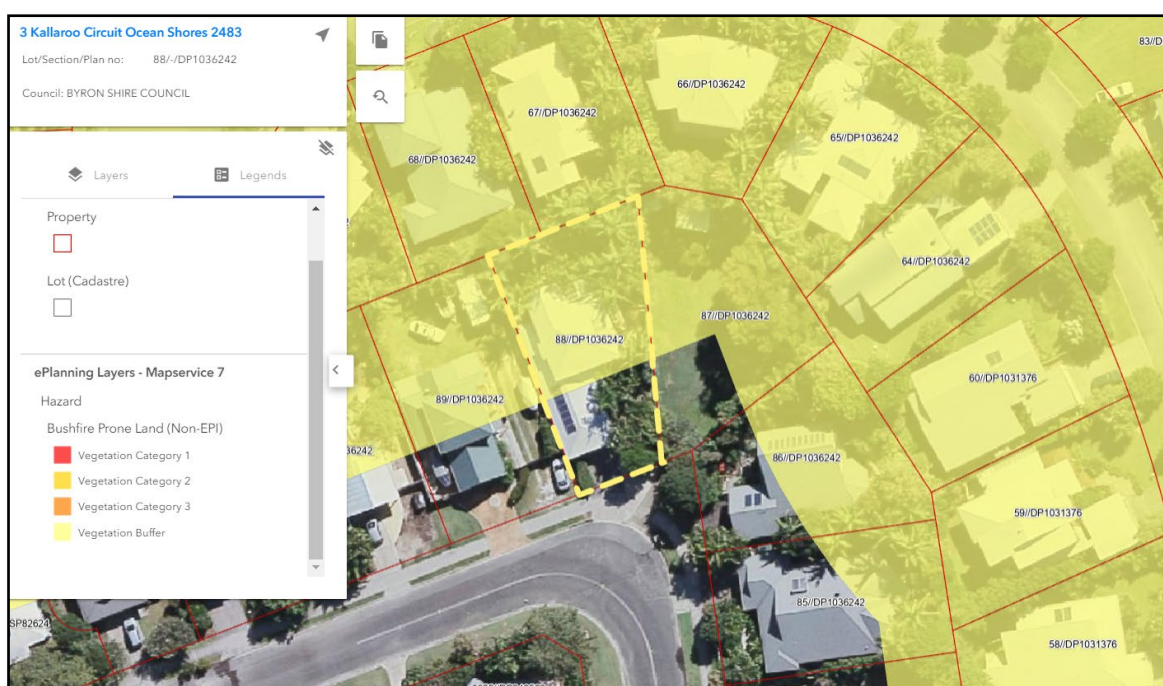 3 Kallaroo Circuit Ocean Shores 2483
Lot/Section/Plan no: 88/-/DP1036242
Council: BYRON SHIRE COUNCIL
Layers
Legends
Property
Lot (Cadastre)
ePlanning Layers - Mapservice 7
Hazard
Bushfire Prone Land (Non-EPI)
Vegetation Category 1
Vegetation Category 2
Vegetation Category 3
Vegetation Buffer
83//D
66//DP1036242
67//DP1036242
65//DP1036242
68//DP1036242
64//DP1036242
87//DP1036242
88//DP1036242
60//DP1031376
89//DP1036242
36242
86//DP1036242
59//DP1031376
85//DP1036242
SP82624
58//DP1031376